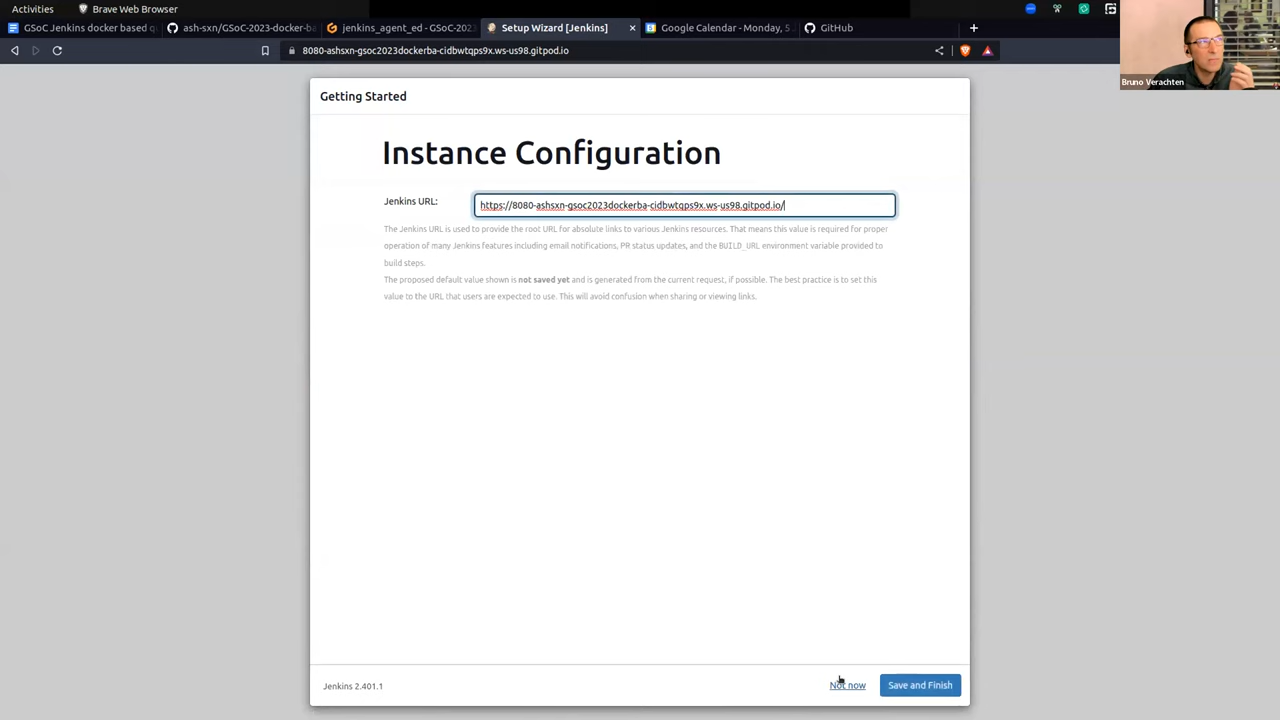 Activities
Brave Web Browser
GSoC Jenkins docker based q
ash-sxn/GSoC-2023-docker-ba
jenkins_agent_ed - GSoC-2023
Setup Wizard [Jenkins]
Google Calendar - Monday, 5
GitHub
8080-ashsxn-gsoc2023dockerba-cidbwtqps9x.ws-us98.gitpod.io
Bruno Verachten
Getting Started
Instance Configuration
Jenkins URL:
https://8080-ashsxn-gsoc2023dockerba-cidbwtqps9x.ws-us98.gitpod.io/
The Jenkins URL is used to provide the root URL for absolute links to various Jenkins resources. That means this value is required for proper
operation of many Jenkins features including email notifications, PR status updates, and the BUILD_URL environment variable provided to
build steps.
The proposed default value shown is not saved yet and is generated from the current request, if possible. The best practice is to set this
value to the URL that users are expected to use. This will avoid confusion when sharing or viewing links.
Jenkins 2.401.1
Not now
Save and Finish